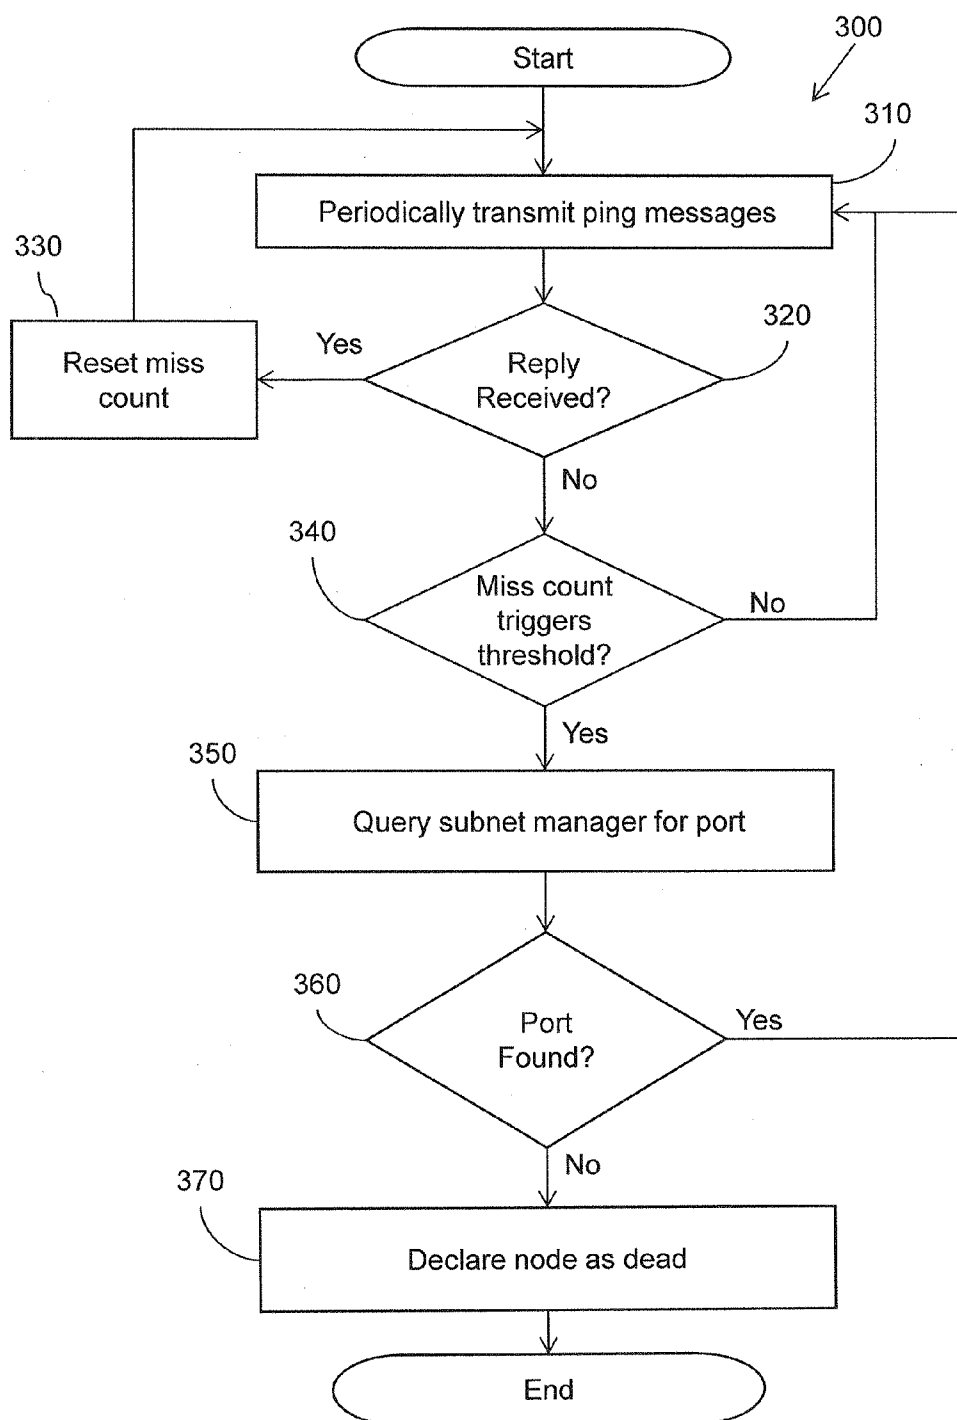 Start
300
310
Periodically transmit ping messages
330
320
Yes
Reset miss
count
Reply
Received?
No
340
Miss count
triggers
threshold?
No
Yes
350
Query subnet manager for port
360
Port
Found?
Yes
No
370
Declare node as dead
End